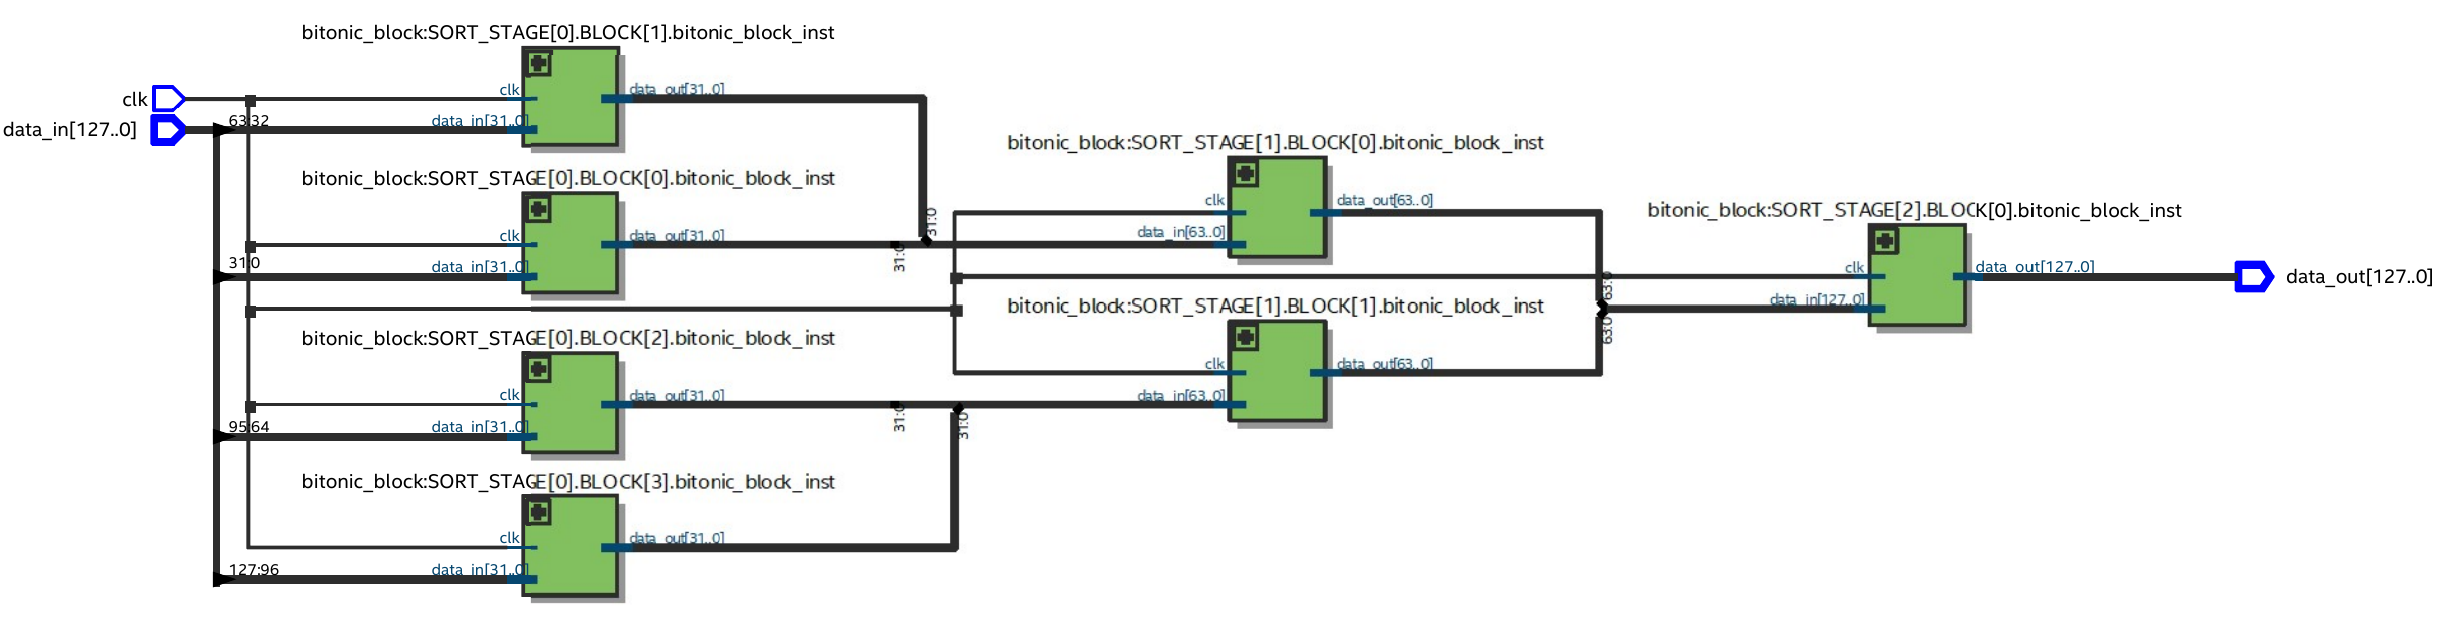 bitonic_block:SORT_STAGE[0].BLOCK[1].bitonic_block_inst
clk
clk
data_out[31..0]
data_in[127..0]
63:32
data_in[31..0]
bitonic_block:SORT_STAGE[0].BLOCK[0].bitonic_block_inst
clk
data_out[31..0]
31:0
data_in[31..0]
31:0
31:0
bitonic_block:SORT_STAGE[0].BLOCK[2].bitonic_block_inst
clk
data_out[31..0]
95:64
data_in[31..0]
31:0
31:0
bitonic_block:SORT_STAGE[0].BLOCK[3].bitonic_block_inst
clk
data_out[31..0]
127:96
data_in[31..0]
bitonic_block:SORT_STAGE[1].BLOCK[0].bitonic_block_inst
clk
data_out[63..0]
data_in[63..0]
bitonic_block:SORT_STAGE[1].BLOCK[1].bitonic_block_inst
clk
data_out[63..0]
data_in[63..0]
63:0
63:0
bitonic_block:SORT_STAGE[2].BLOCK[0].bitonic_block_inst
clk
data_out[127..0]
data_in[127..0]
data_out[127..0]